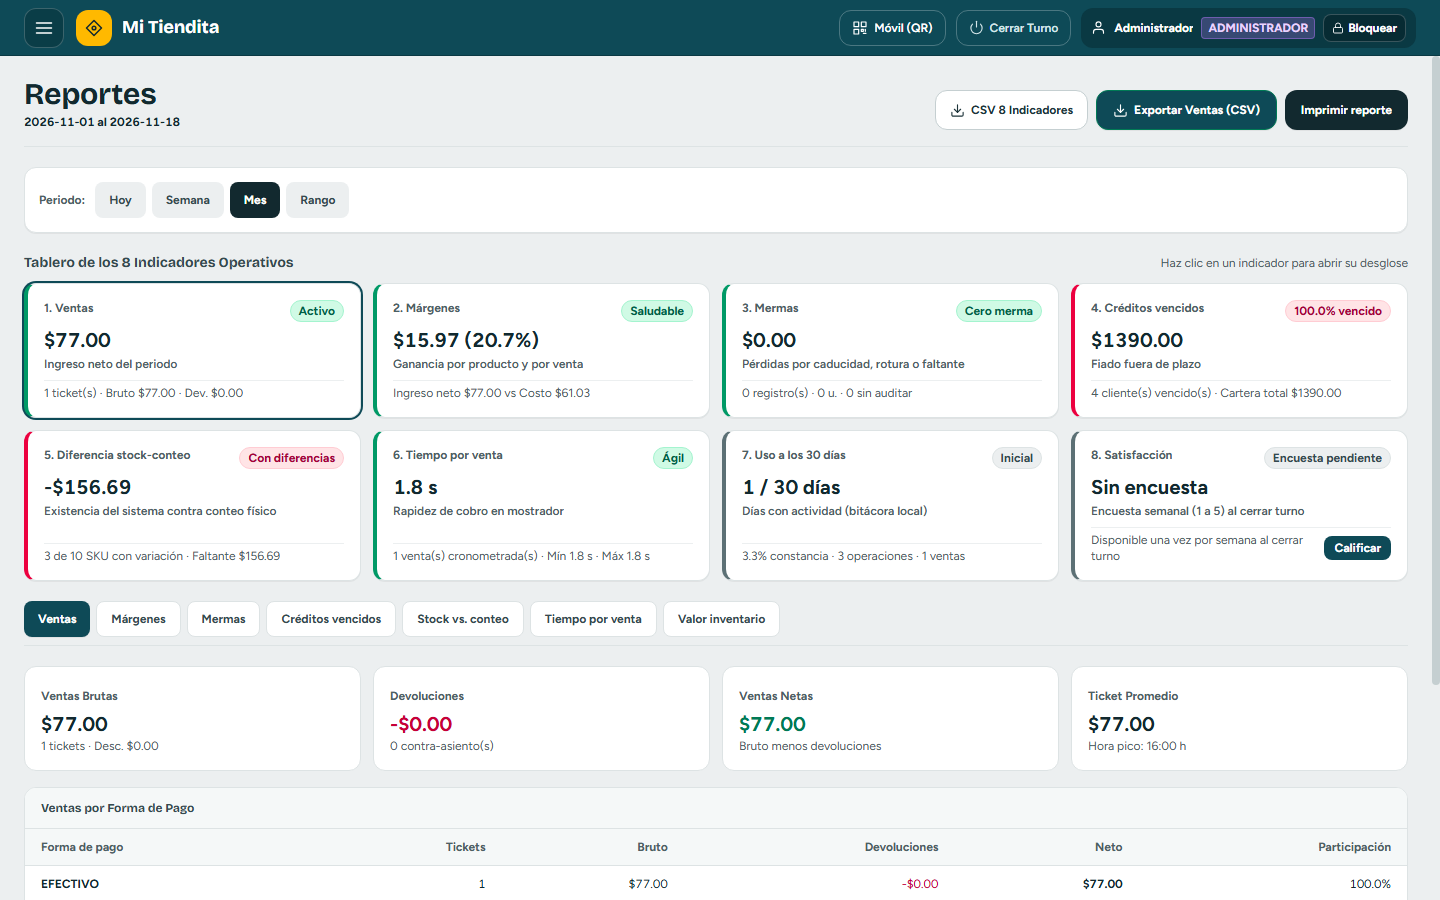 Mi Tiendita
Móvil (QR)
Cerrar Turno
Administrador
ADMINISTRADOR
Bloquear
Reportes
2026-11-01 al 2026-11-18
CSV 8 Indicadores
Exportar Ventas (CSV)
Imprimir reporte
Periodo:
Hoy
Semana
Mes
Rango
Tablero de los 8 Indicadores Operativos
Haz clic en un indicador para abrir su desglose
1. Ventas
Activo
$77.00
Ingreso neto del periodo
1 ticket(s) · Bruto $77.00 · Dev. $0.00
2. Márgenes
Saludable
$15.97 (20.7%)
Ganancia por producto y por venta
Ingreso neto $77.00 vs Costo $61.03
3. Mermas
Cero merma
$0.00
Pérdidas por caducidad, rotura o faltante
0 registro(s) · 0 u. · 0 sin auditar
4. Créditos vencidos
100.0% vencido
$1390.00
Fiado fuera de plazo
4 cliente(s) vencido(s) · Cartera total $1390.00
5. Diferencia stock-conteo
Con diferencias
-$156.69
Existencia del sistema contra conteo físico
3 de 10 SKU con variación · Faltante $156.69
6. Tiempo por venta
Ágil
1.8 s
Rapidez de cobro en mostrador
1 venta(s) cronometrada(s) · Mín 1.8 s · Máx 1.8 s
7. Uso a los 30 días
Inicial
1 / 30 días
Días con actividad (bitácora local)
3.3% constancia · 3 operaciones · 1 ventas
8. Satisfacción
Encuesta pendiente
Sin encuesta
Encuesta semanal (1 a 5) al cerrar turno
Disponible una vez por semana al cerrar
turno
Calificar
Ventas
Márgenes
Mermas
Créditos vencidos
Stock vs. conteo
Tiempo por venta
Valor inventario
Ventas Brutas
$77.00
1 tickets · Desc. $0.00
Devoluciones
-$0.00
0 contra-asiento(s)
Ventas Netas
$77.00
Bruto menos devoluciones
Ticket Promedio
$77.00
Hora pico: 16:00 h
Ventas por Forma de Pago
Forma de pago Tickets Bruto Devoluciones Neto Participación
EFECTIVO 1 $77.00 -$0.00 $77.00 100.0%